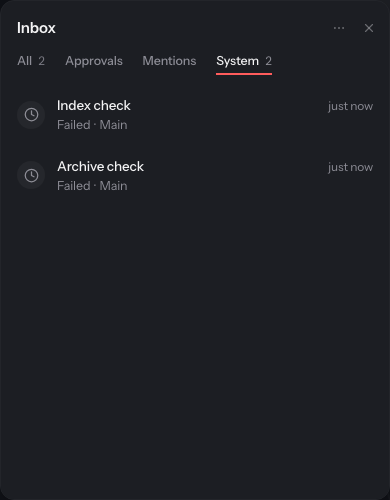 Inbox
All 2 Approvals Mentions System 2
Index check just now
Failed · Main
Archive check just now
Failed · Main